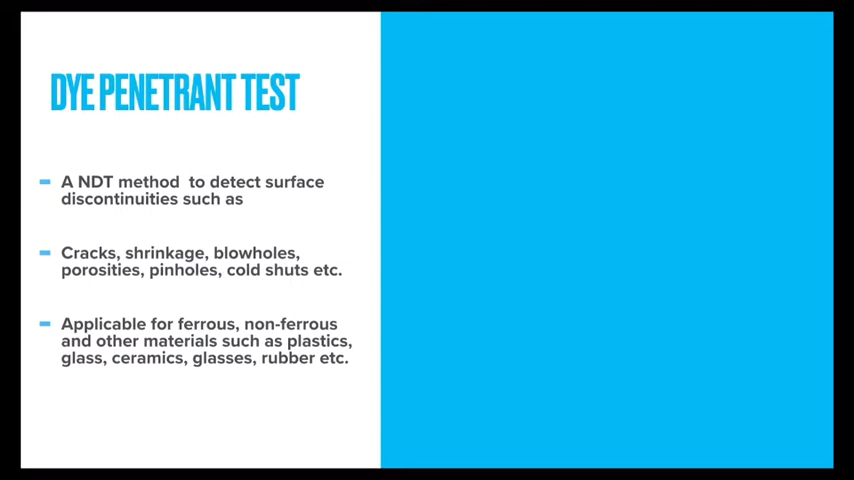 DYE PENETRANT TEST
A NDT method  to detect surface
discontinuities such as
Cracks, shrinkage, blowholes,
porosities, pinholes, cold shuts etc.
Applicable for ferrous, non-ferrous
and other materials such as plastics,
glass, ceramics, glasses, rubber etc.